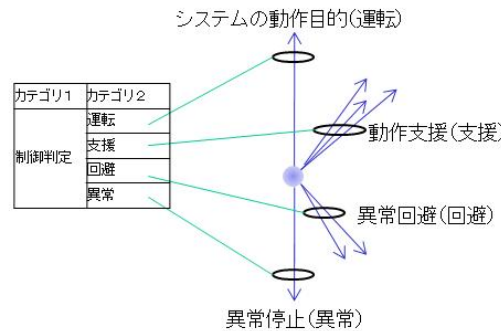 システムの動作目的(運転)
カテゴリ1 カテゴリ2
制御判定
運転
支援
回避
異常
動作支援(支援)
異常回避(回避)
異常停止(異常)